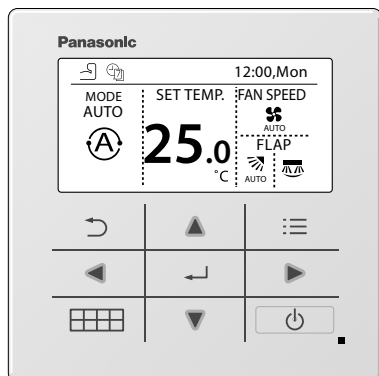 Panasonic
12:00,Mon
MODE
AUTO
A
SET TEMP.
25.0
°C
FAN SPEED
AUTO
FLAP
AUTO